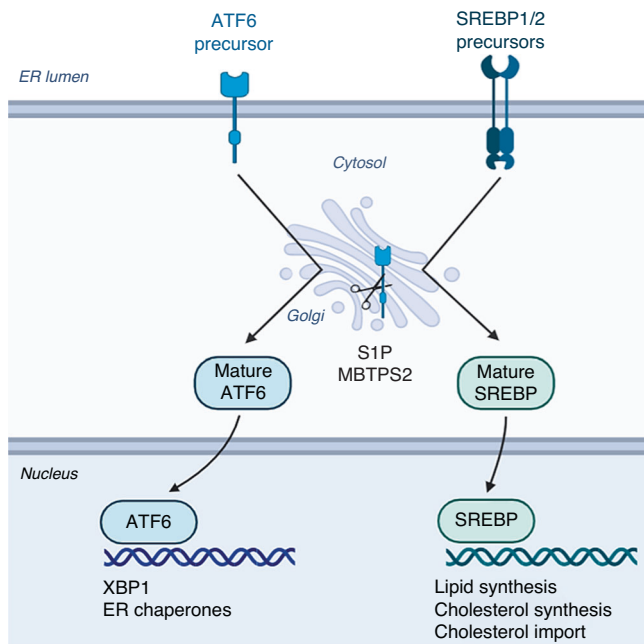 ATF6
precursor
SREBP1/2
precursors
ER lumen
Cytosol
Golgi
S1P
MBTPS2
Mature
ATF6
Mature
SREBP
Nucleus
ATF6
SREBP
XBP1
ER chaperones
Lipid synthesis
Cholesterol synthesis
Cholesterol import